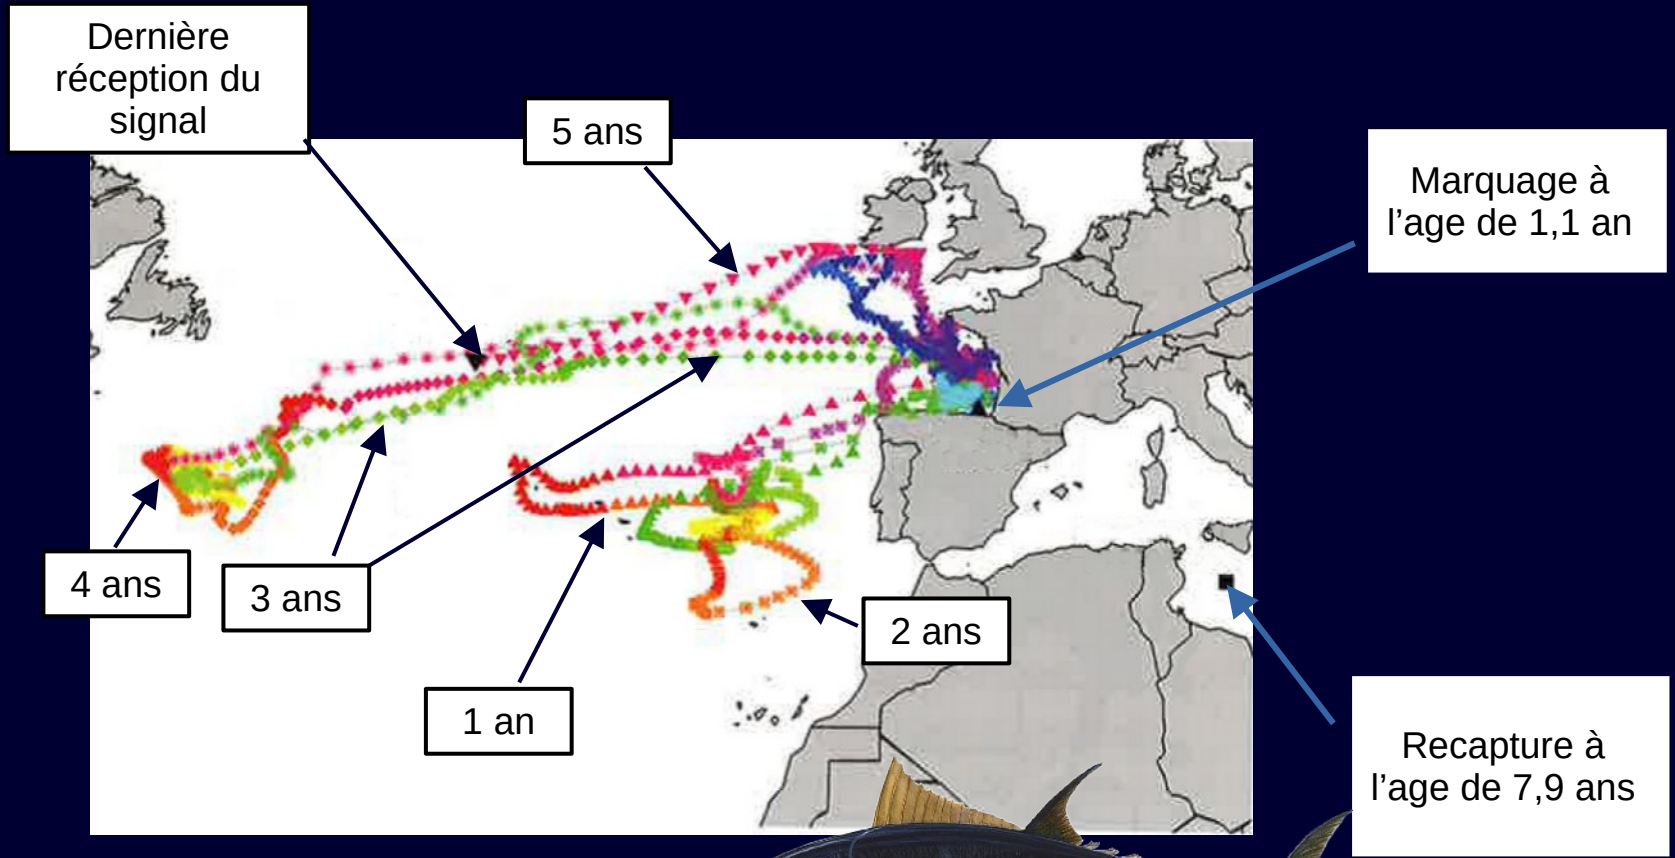 Dernière
réception du
signal
5 ans
Marquage à
l’age de 1,1 an
4 ans
3 ans
2 ans
1 an
Recapture à
l’age de 7,9 ans